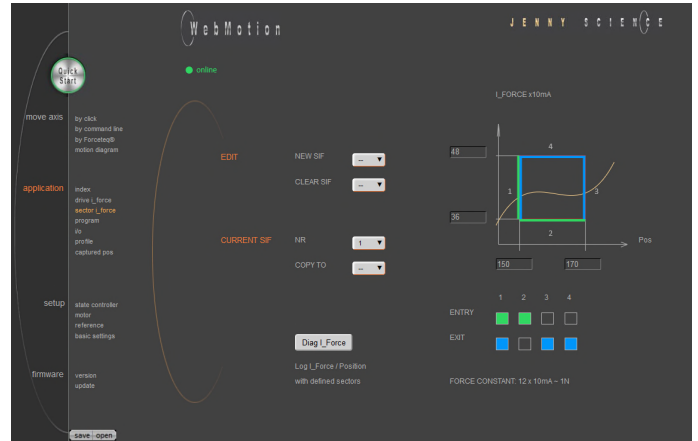 WebMotion
JENNY SCIENCE
Quick
Start
online
I_FORCE x10mA
move axis
by click
by command line
by Forceteq®
motion diagram
EDIT
NEW SIF
--
CLEAR SIF
--
48
4
1
3
36
2
Pos
150
170
application
index
drive i_force
sector i_force
program
i/o
profile
captured pos
CURRENT SIF
NR
1
COPY TO
--
setup
state controller
motor
reference
basic settings
1 2 3 4
ENTRY
EXIT
Diag I_Force
Log I_Force / Position
with defined sectors
FORCE CONSTANT: 12 x 10mA ~ 1N
firmware
version
update
save open